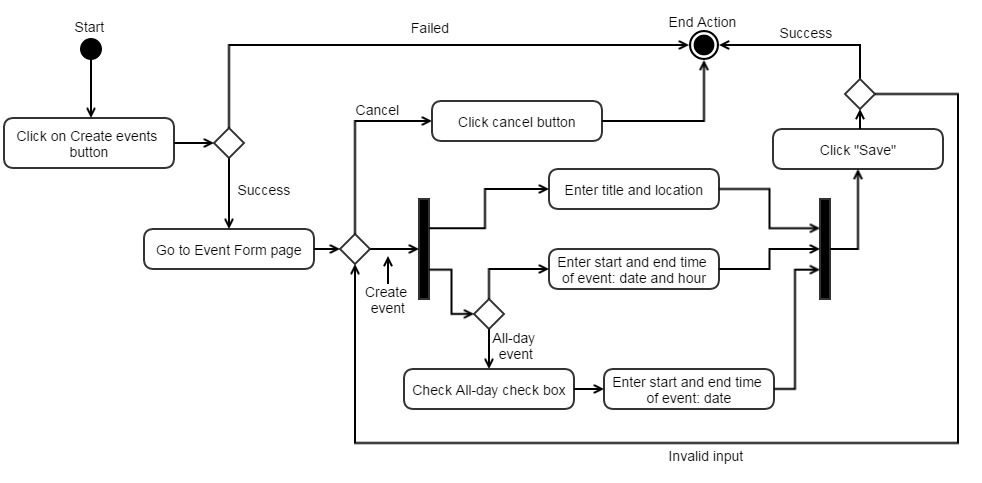 Start
Failed
End Action
Success
Click on Create events
button
Cancel
Click cancel button
Click "Save"
Success
Enter title and location
Go to Event Form page
Enter start and end time
of event: date and hour
Create
event
All-day
event
Check All-day check box
Enter start and end time
of event: date
Invalid input